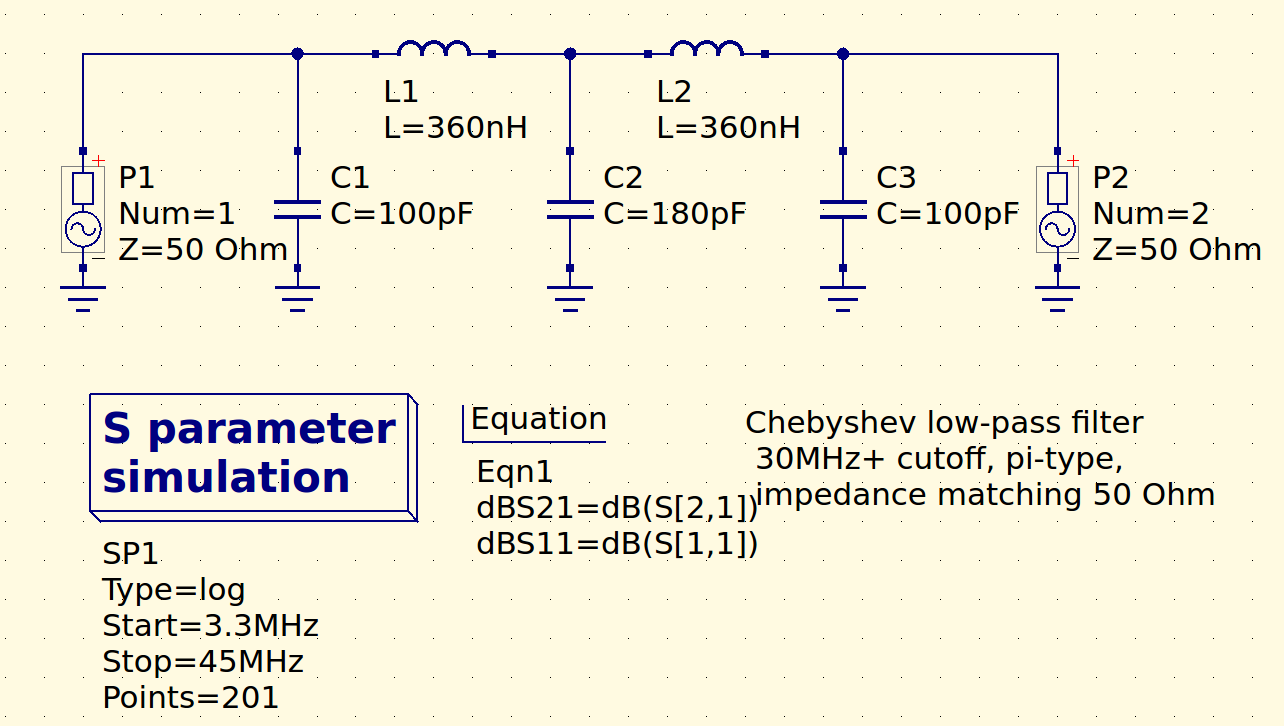 L1
L=360nH
L2
L=360nH
P1
Num=1
Z=50 Ohm
C1
C=100pF
C2
C=180pF
C3
C=100pF
P2
Num=2
Z=50 Ohm
S parameter
simulation
SP1
Type=log
Start=3.3MHz
Stop=45MHz
Points=201
Equation
Eqn1
dBS21=dB(S[2,1])
dBS11=dB(S[1,1])
Chebyshev low-pass filter
30MHz+ cutoff, pi-type,
impedance matching 50 Ohm